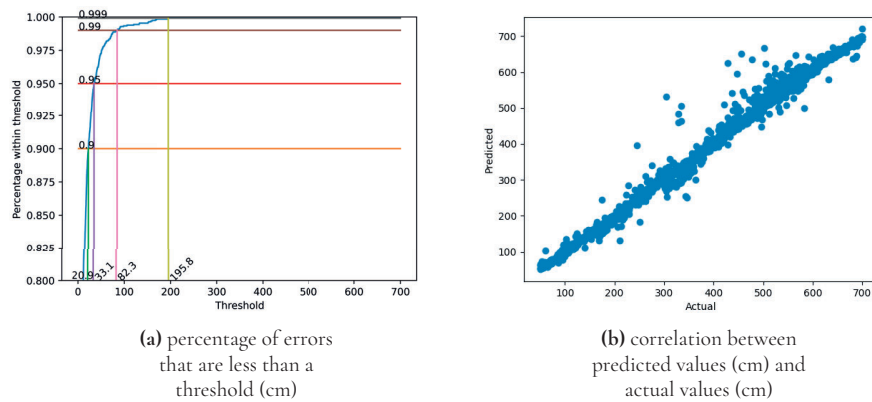 1.000
0.975
0.950
0.925
0.900
0.875
0.850
0.825
0.800
Percentage within threshold
0.999
0.99
0.95
0.9
20.9
33.1
82.3
195.8
0 100 200 300 400 500 600 700
Threshold
(a) percentage of errors
that are less than a
threshold (cm)
700
600
500
400
300
200
100
Predicted
100 200 300 400 500 600 700
Actual
(b) correlation between
predicted values (cm) and
actual values (cm)